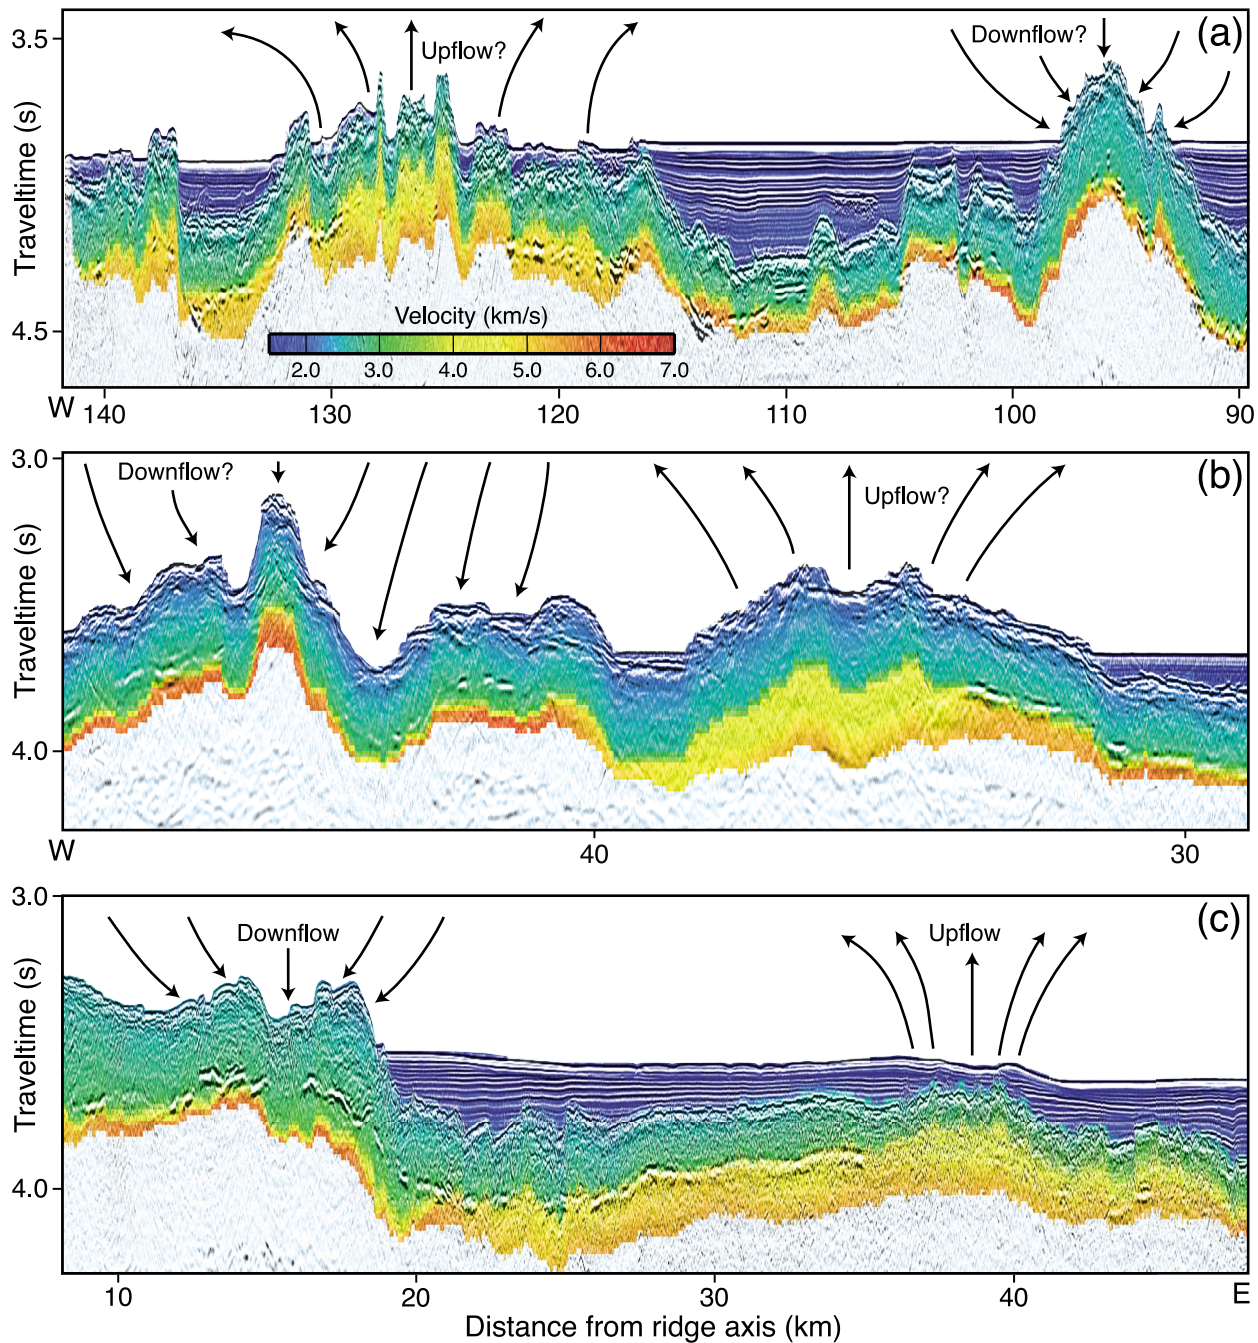 (a)
3.5
Upflow?
Downflow?
Traveltime (s)
Velocity (km/s)
2.0 3.0 4.0 5.0 6.0 7.0
4.5
W
140 130 120 110 100 90
(b)
3.0
Downflow?
Upflow?
Traveltime (s)
4.0
W
40 30
(c)
3.0
Downflow
Upflow
Traveltime (s)
4.0
10 20 30 40
E
Distance from ridge axis (km)